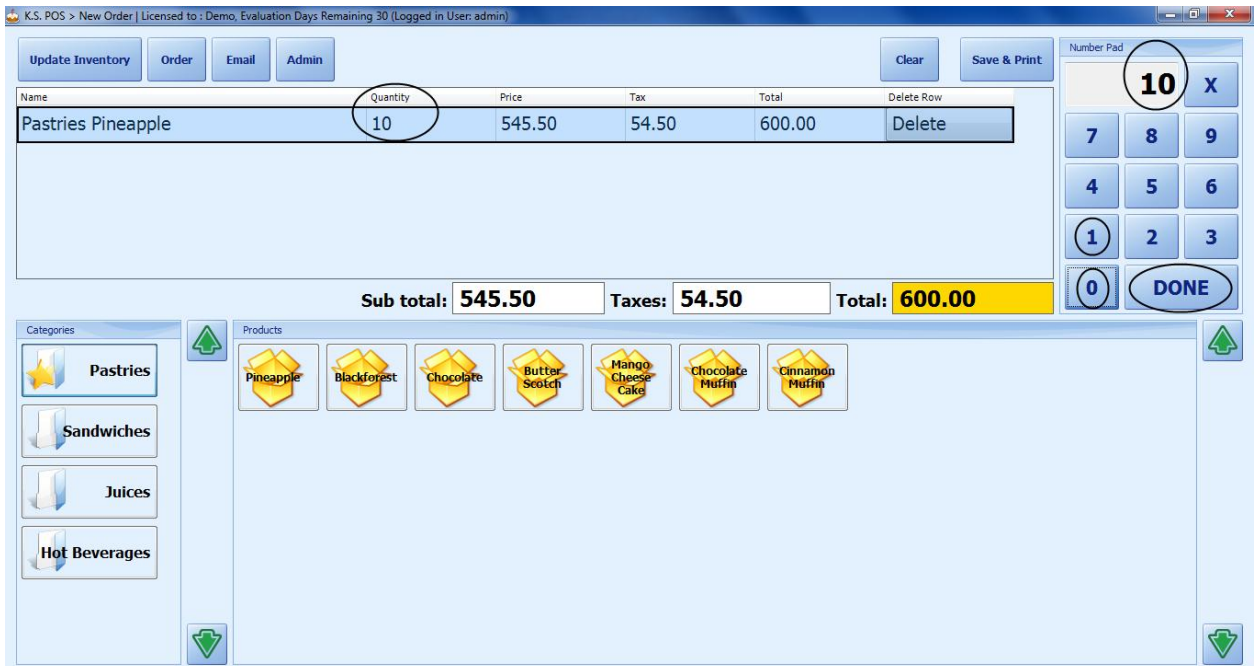 K.S. POS > New Order | Licensed to : Demo, Evaluation Days Remaining 30 (Logged in User: admin)
Update Inventory Order Email Admin Clear Save & Print
Number Pad
10 X
7 8 9
4 5 6
1 2 3
0 DONE
Name Quantity Price Tax Total Delete Row
Pastries Pineapple 10 545.50 54.50 600.00 Delete
Sub total: 545.50 Taxes: 54.50 Total: 600.00
Categories
Pastries
Sandwiches
Juices
Hot Beverages
Products
Pineapple
Blackforest
Chocolate
Butter
Scotch
Mango
Cheese
Cake
Chocolate
Muffin
Cinnamon
Muffin